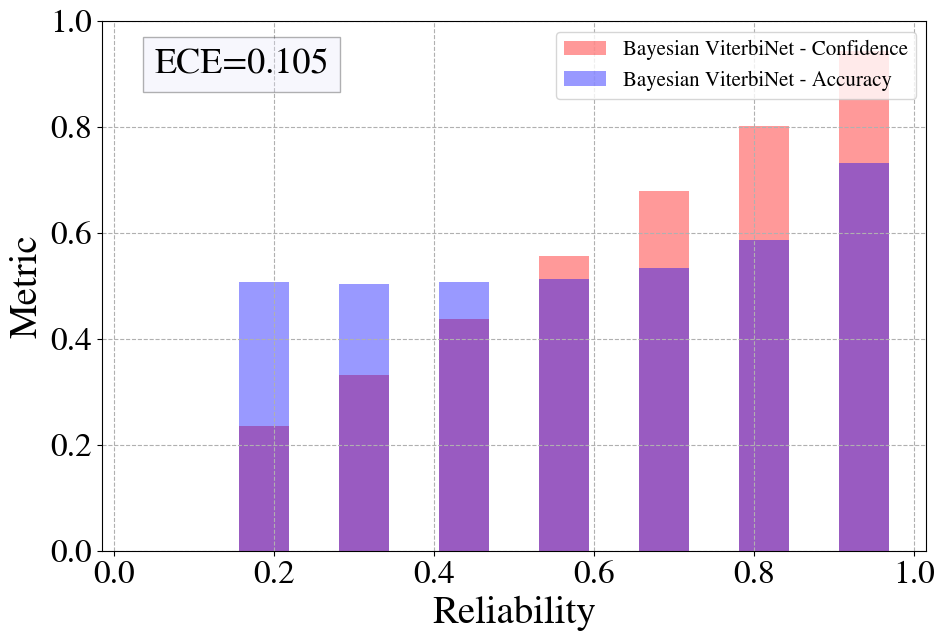 ECE=0.105
Bayesian ViterbiNet - Confidence
Bayesian ViterbiNet - Accuracy
Metric
1.0
0.8
0.6
0.4
0.2
0.0
0.0 0.2 0.4 0.6 0.8 1.0
Reliability